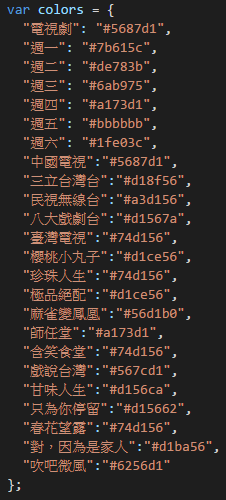 var colors = {
"電視劇": "#5687d1",
"週一": "#7b615c",
"週二": "#de783b",
"週三": "#6ab975",
"週四": "#a173d1",
"週五": "#bbbbbb",
"週六": "#1fe03c",
"中國電視":"#5687d1",
"三立台灣台":"#d18f56",
"民視無線台":"#a3d156",
"八大戲劇台":"#d1567a",
"臺灣電視":"#74d156",
"櫻桃小丸子":"#d1ce56",
"珍珠人生":"#74d156",
"極品絕配":"#d1ce56",
"麻雀變鳳凰":"#56d1b0",
"師任堂":"#a173d1",
"含笑食堂":"#74d156",
"戲說台灣":"#567cd1",
"甘味人生":"#d156ca",
"只為你停留":"#d15662",
"春花望露":"#74d156",
"對，因為是家人":"#d1ba56",
"吹吧微風":"#6256d1"
};